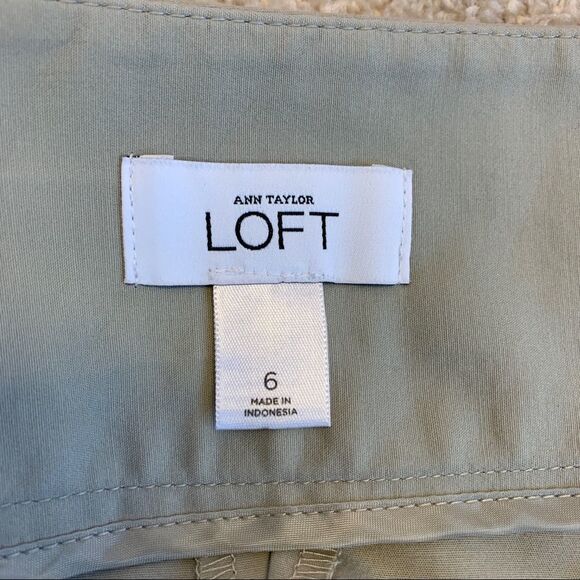 ANN TAYLOR
LOFT
6
MADE IN
INDONESIA